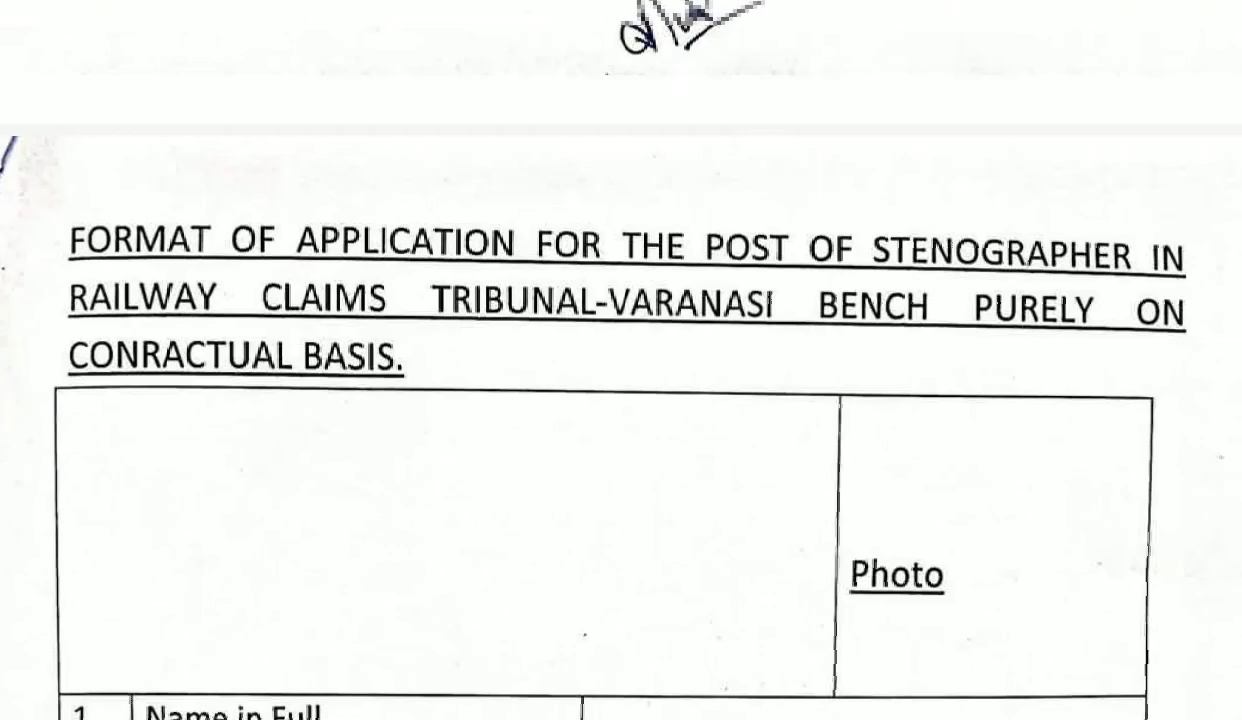 FORMAT OF APPLICATION FOR THE POST OF STENOGRAPHER IN
RAILWAY CLAIMS TRIBUNAL-VARANASI BENCH PURELY ON
CONRACTUAL BASIS.
Photo
1 Name in Full